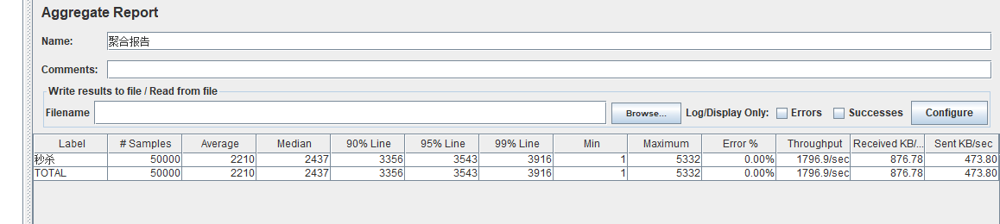 Aggregate Report
Name: 聚合报告
Comments:
Write results to file / Read from file
Filename Browse... Log/Display Only: Errors Successes Configure
Label # Samples Average Median 90% Line 95% Line 99% Line Min Maximum Error % Throughput Received KB/... Sent KB/sec
秒杀 50000 2210 2437 3356 3543 3916 1 5332 0.00% 1796.9/sec 876.78 473.80
TOTAL 50000 2210 2437 3356 3543 3916 1 5332 0.00% 1796.9/sec 876.78 473.80